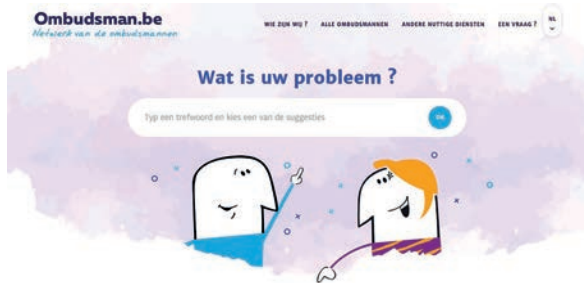 Ombudsman.be
Netwerk van de ombudsmannen
WIE ZIJN WIJ ?
ALLE OMBUDSMANNEN
ANDERE NUTTIGE DIENSTEN
EEN VRAAG ?
NL
Wat is uw probleem ?
Typ een trefwoord en kies een van de suggesties
OK